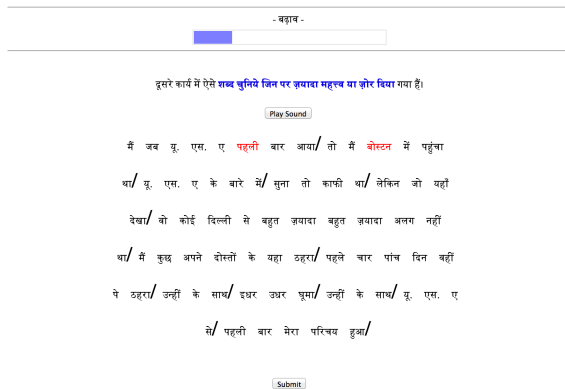 - बढ़ाव -
दूसरे कार्य में ऐसे शब्द चुनिये जिन पर ज़यादा महत्त्व या ज़ोर दिया गया हैं।
Play Sound
मैं जब यू. एस. ए पहली बार आया/ तो मैं बोस्टन में पहुंचा
था/ यू. एस. ए के बारे में/ सुना तो काफी था/ लेकिन जो यहाँ
देखा/ वो कोई दिल्ली से बहुत ज़यादा बहुत ज़यादा अलग नहीं
था/ मैं कुछ अपने दोस्तों के यहा ठहरा/ पहले चार पांच दिन वहीं
पे ठहरा/ उन्हीं के साथ/ इधर उधर घूमा/ उन्हीं के साथ/ यू. एस. ए
से/ पहली बार मेरा परिचय हुआ/
Submit